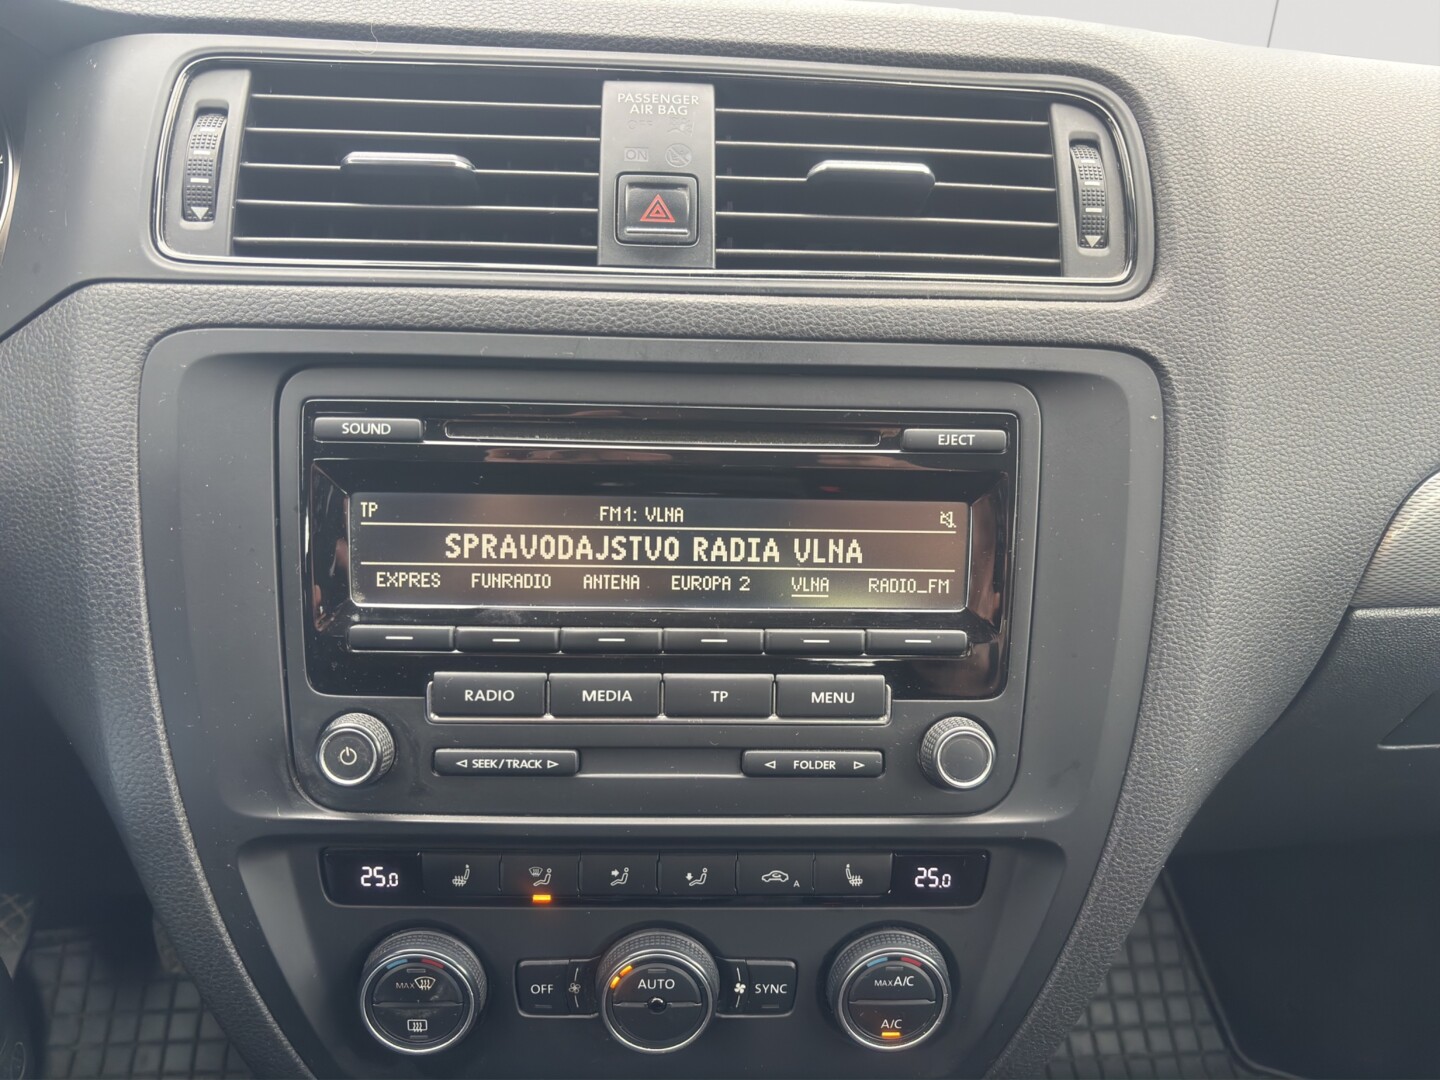 PASSENGER
AIR BAG
ON
SOUND
EJECT
TP FM1: VLNA
SPRAVODAJSTVO RADIA VLNA
EXPRES FUNRADIO ANTENA EUROPA 2 VLNA RADIO_FM
RADIO MEDIA TP MENU
SEEK/TRACK FOLDER
25.0 A 25.0
MAX OFF AUTO SYNC MAX A/C
A/C